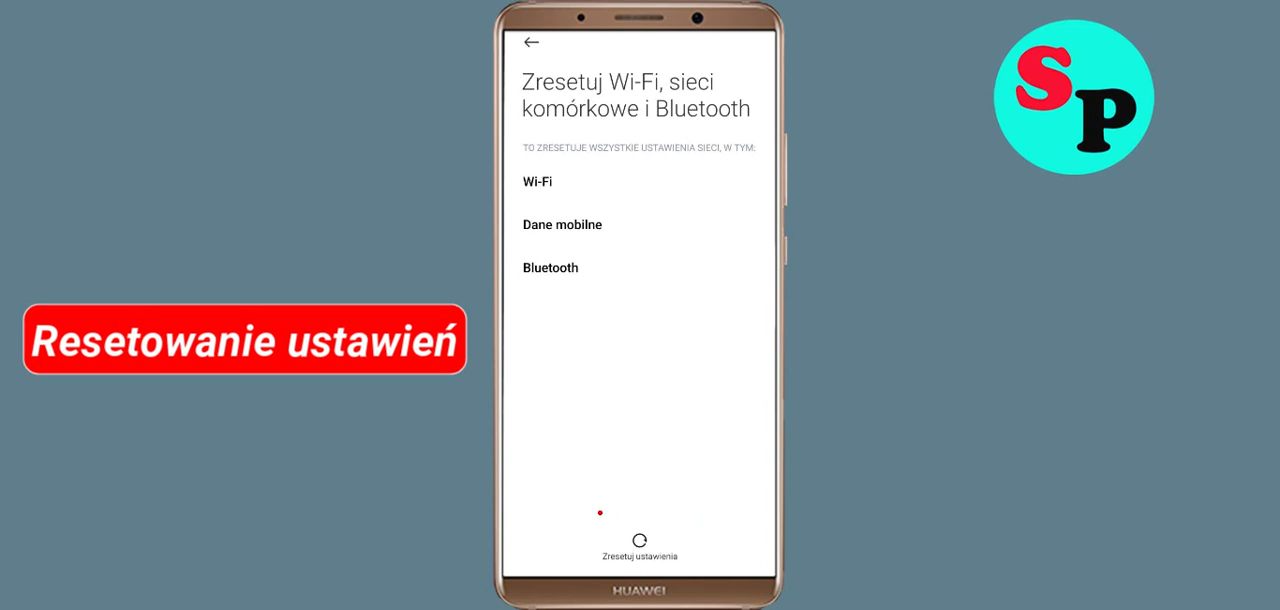 Zresetuj Wi-Fi, sieci
komórkowe i Bluetooth
TO ZRESETUJE WSZYSTKIE USTAWIENIA SIECI, W TYM:
Wi-Fi
Dane mobilne
Bluetooth
Zresetuj ustawienia
HUAWEI
Resetowanie ustawień
SP